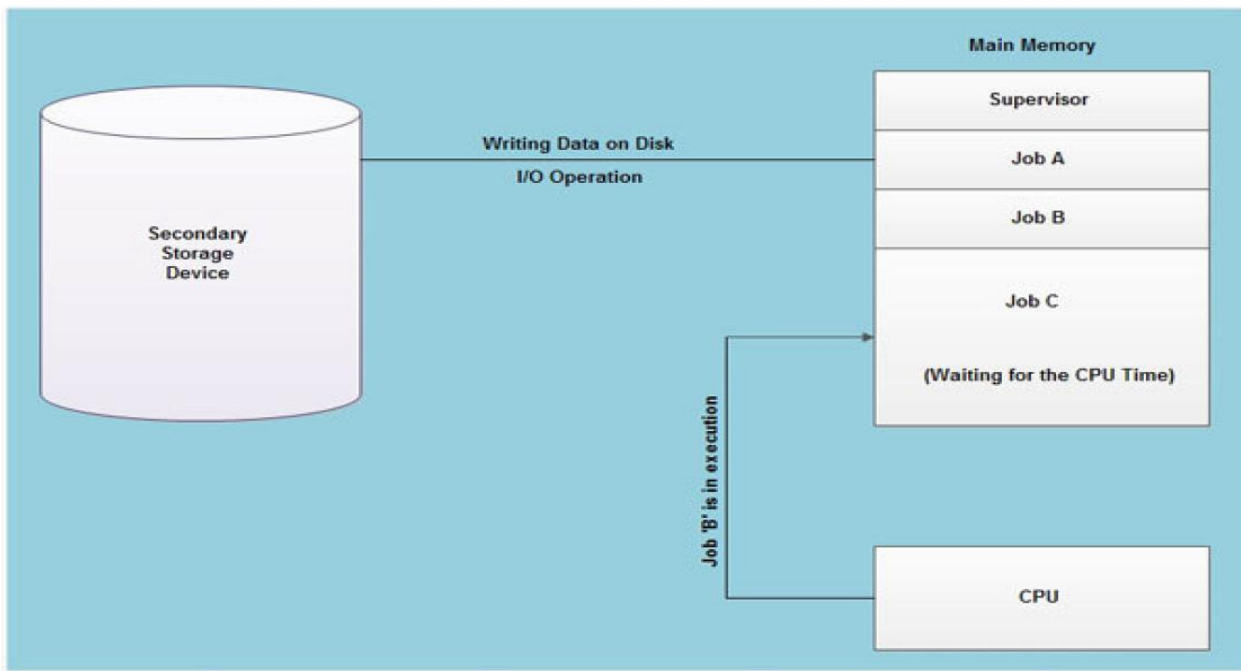 Main Memory
Supervisor
Writing Data on Disk
Job A
I/O Operation
Job B
Secondary
Storage
Device
Job C
(Waiting for the CPU Time)
Job 'B' is in execution
CPU